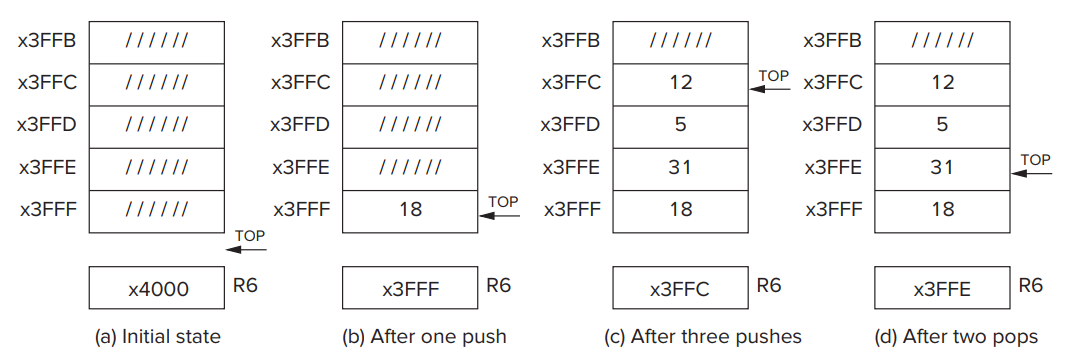 x3FFB ////// x3FFB ////// x3FFB ////// x3FFB //////
x3FFC ////// x3FFC ////// x3FFC 12 TOP x3FFC 12
x3FFD ////// x3FFD ////// x3FFD 5 x3FFD 5
x3FFE ////// x3FFE ////// x3FFE 31 x3FFE 31 TOP
x3FFF ////// x3FFF 18 TOP x3FFF 18 x3FFF 18
TOP
x4000 R6 x3FFF R6 x3FFC R6 x3FFE R6
(a) Initial state (b) After one push (c) After three pushes (d) After two pops